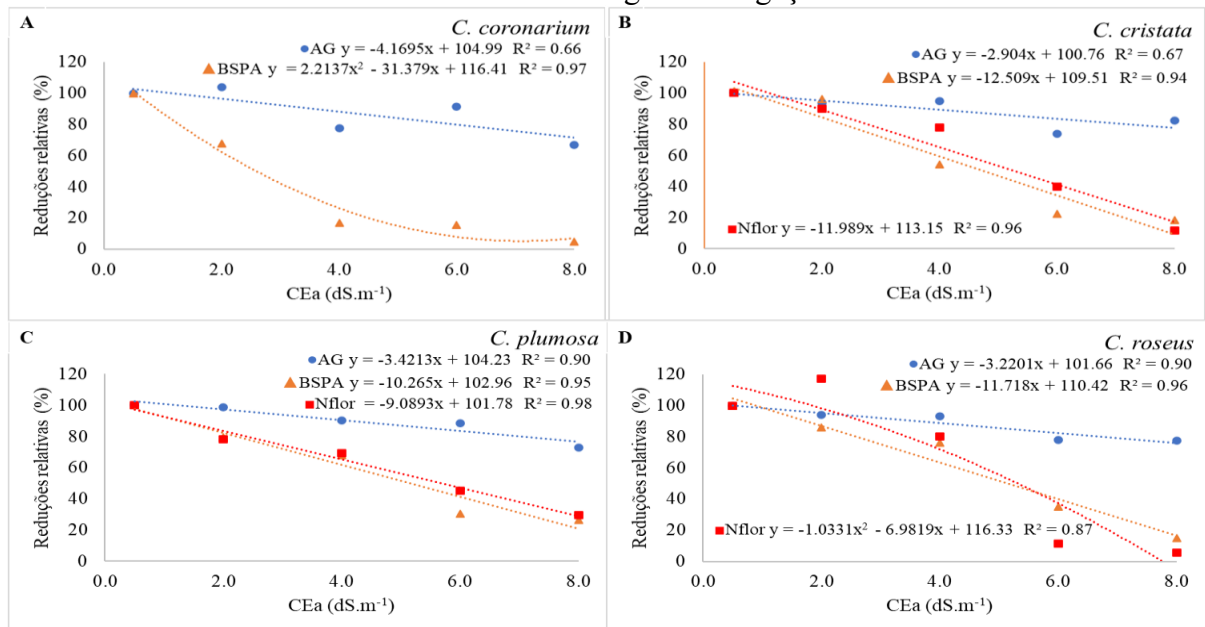 A
C. coronarium
AG y = -4.1695x + 104.99 R² = 0.66
BSPA y = 2.2137x² - 31.379x + 116.41 R² = 0.97
Reduções relativas (%)
120
100
80
60
40
20
0
0.0 2.0 4.0 6.0 8.0
CEa (dS.m⁻¹)
B
C. cristata
AG y = -2.904x + 100.76 R² = 0.67
BSPA y = -12.509x + 109.51 R² = 0.94
Nflor y = -11.989x + 113.15 R² = 0.96
Reduções relativas (%)
120
100
80
60
40
20
0
0.0 2.0 4.0 6.0 8.0
CEa (dS.m⁻¹)
C
C. plumosa
AG y = -3.4213x + 104.23 R² = 0.90
BSPA y = -10.265x + 102.96 R² = 0.95
Nflor = -9.0893x + 101.78 R² = 0.98
Reduções relativas (%)
120
100
80
60
40
20
0
0.0 2.0 4.0 6.0 8.0
CEa (dS.m⁻¹)
D
C. roseus
AG y = -3.2201x + 101.66 R² = 0.90
BSPA y = -11.718x + 110.42 R² = 0.96
Nflor y = -1.0331x² - 6.9819x + 116.33 R² = 0.87
Reduções relativas (%)
120
100
80
60
40
20
0
0.0 2.0 4.0 6.0 8.0
CEa (dS.m⁻¹)